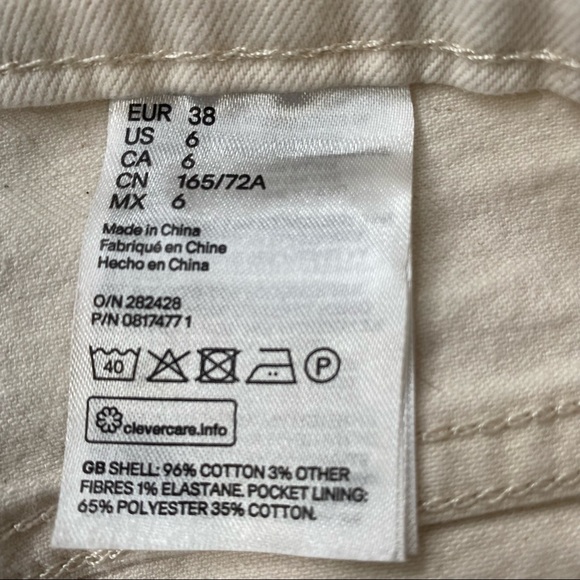 EUR 38
US 6
CA 6
CN 165/72A
MX 6
Made in China
Fabriqué en Chine
Hecho en China
O/N 282428
P/N 08174771
40
P
clevercare.info
GB SHELL: 96% COTTON 3% OTHER
FIBRES 1% ELASTANE. POCKET LINING:
65% POLYESTER 35% COTTON.